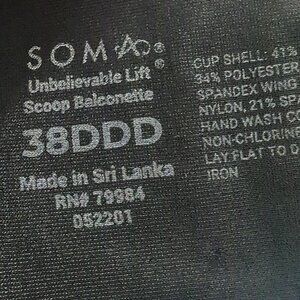 SOMA®
Unbelievable Lift®
Scoop Balconette
38DDD
Made in Sri Lanka
RN# 79984
052201
CUP SHELL: 41%
34% POLYESTER
SPANDEX WING
NYLON, 21% SP
HAND WASH CO
NON-CHLORINE
LAY FLAT TO D
IRON